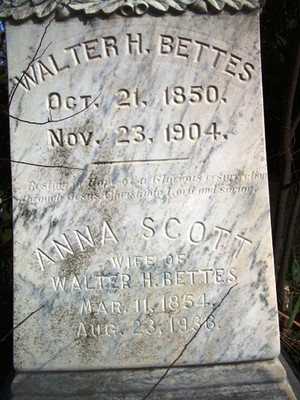 WALTER H. BETTES
Oct. 21, 1850.
Nov. 23, 1904.
Resting in Hope of a Glorious resurrection
through Jesus Christ our Lord and Savior.
ANNA SCOTT
WIFE OF
WALTER H. BETTES
MAR. 11, 1854.
AUG. 23, 1936.